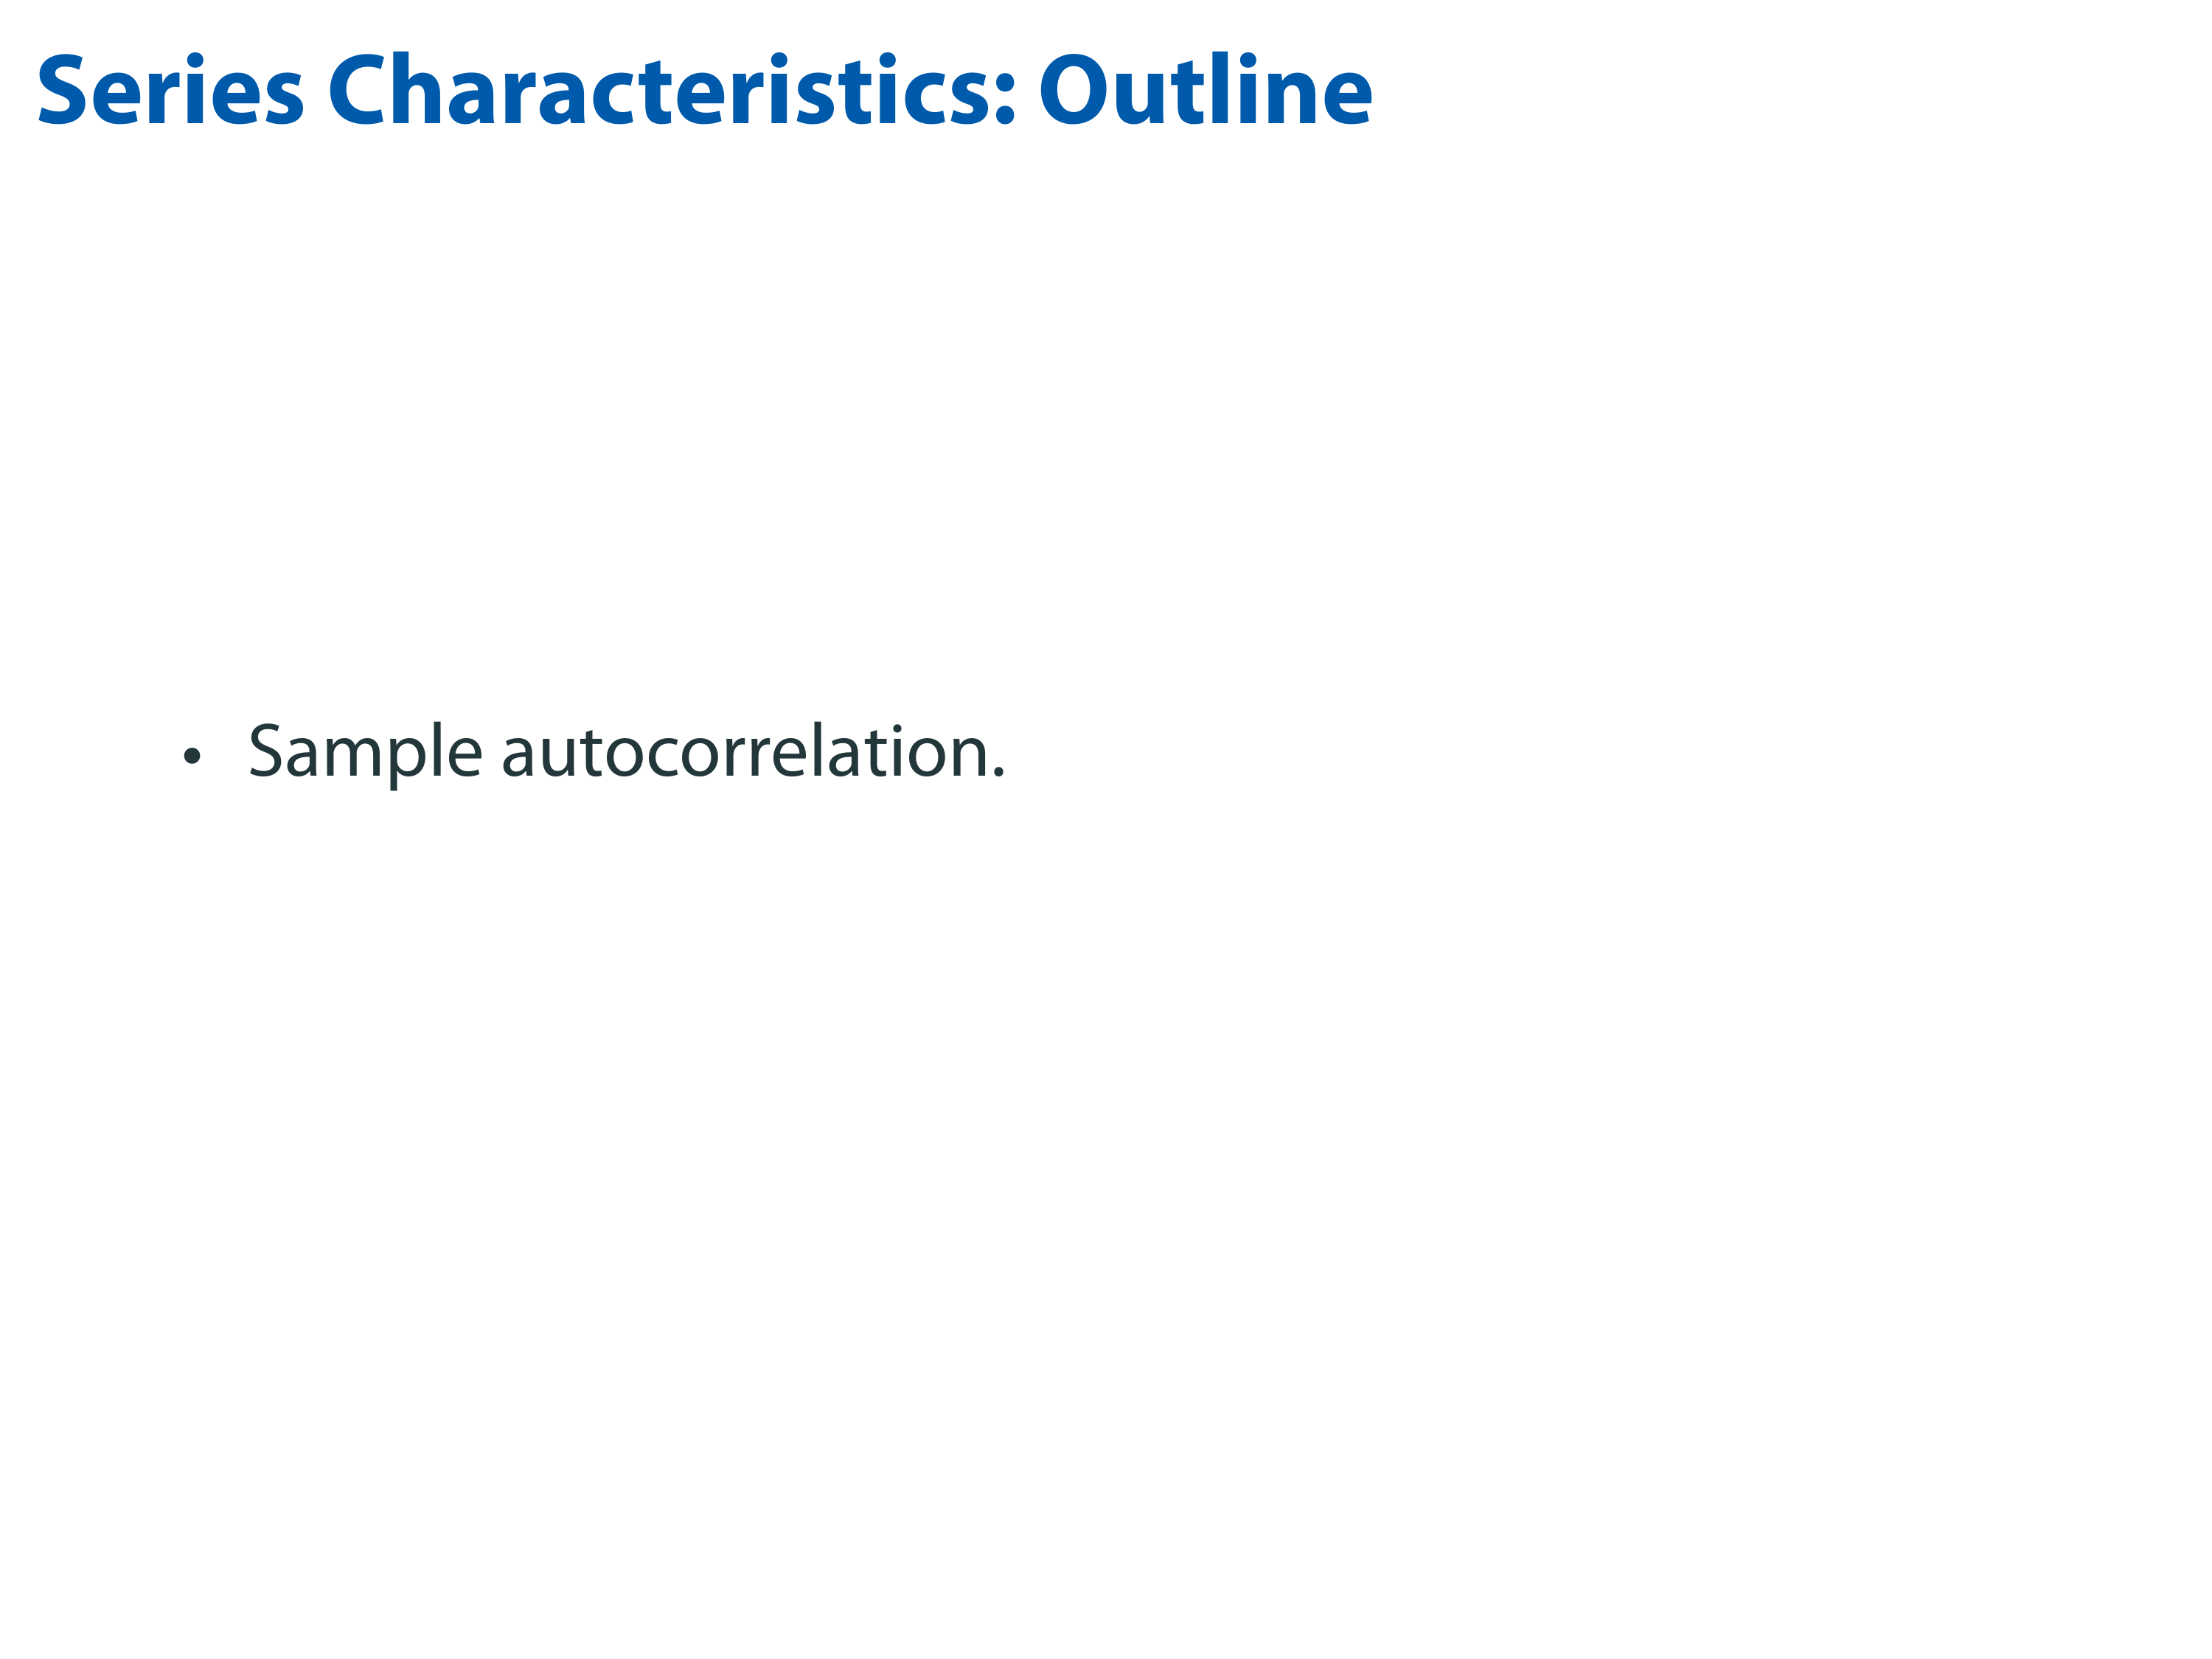 Series Characteristics: Outline
• Sample autocorrelation.